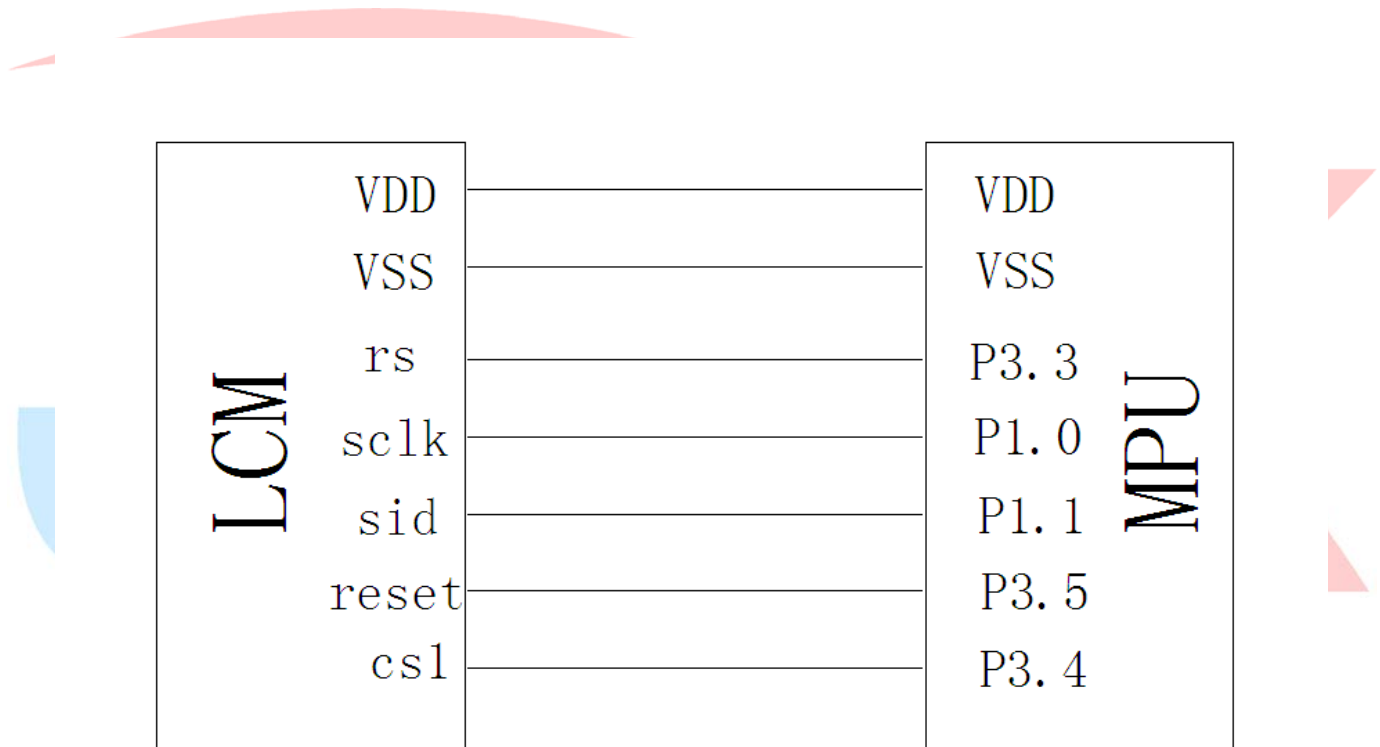 VDD VDD
VSS VSS
rs P3.3
sclk P1.0
sid P1.1
reset P3.5
cs1 P3.4
LCM
MPU